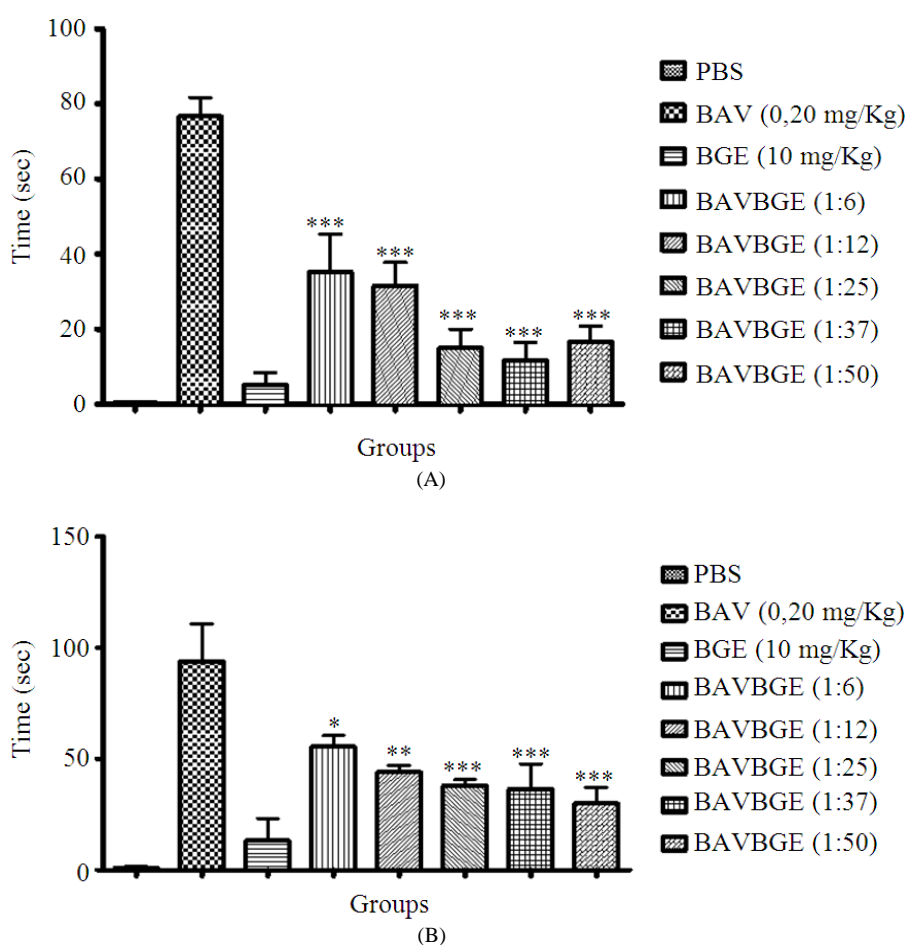 100
80
60
40
20
0
Time (sec)
***
***
***
***
***
Groups
PBS
BAV (0,20 mg/Kg)
BGE (10 mg/Kg)
BAVBGE (1:6)
BAVBGE (1:12)
BAVBGE (1:25)
BAVBGE (1:37)
BAVBGE (1:50)
(A)
150
100
50
0
Time (sec)
*
**
***
***
***
Groups
PBS
BAV (0,20 mg/Kg)
BGE (10 mg/Kg)
BAVBGE (1:6)
BAVBGE (1:12)
BAVBGE (1:25)
BAVBGE (1:37)
BAVBGE (1:50)
(B)